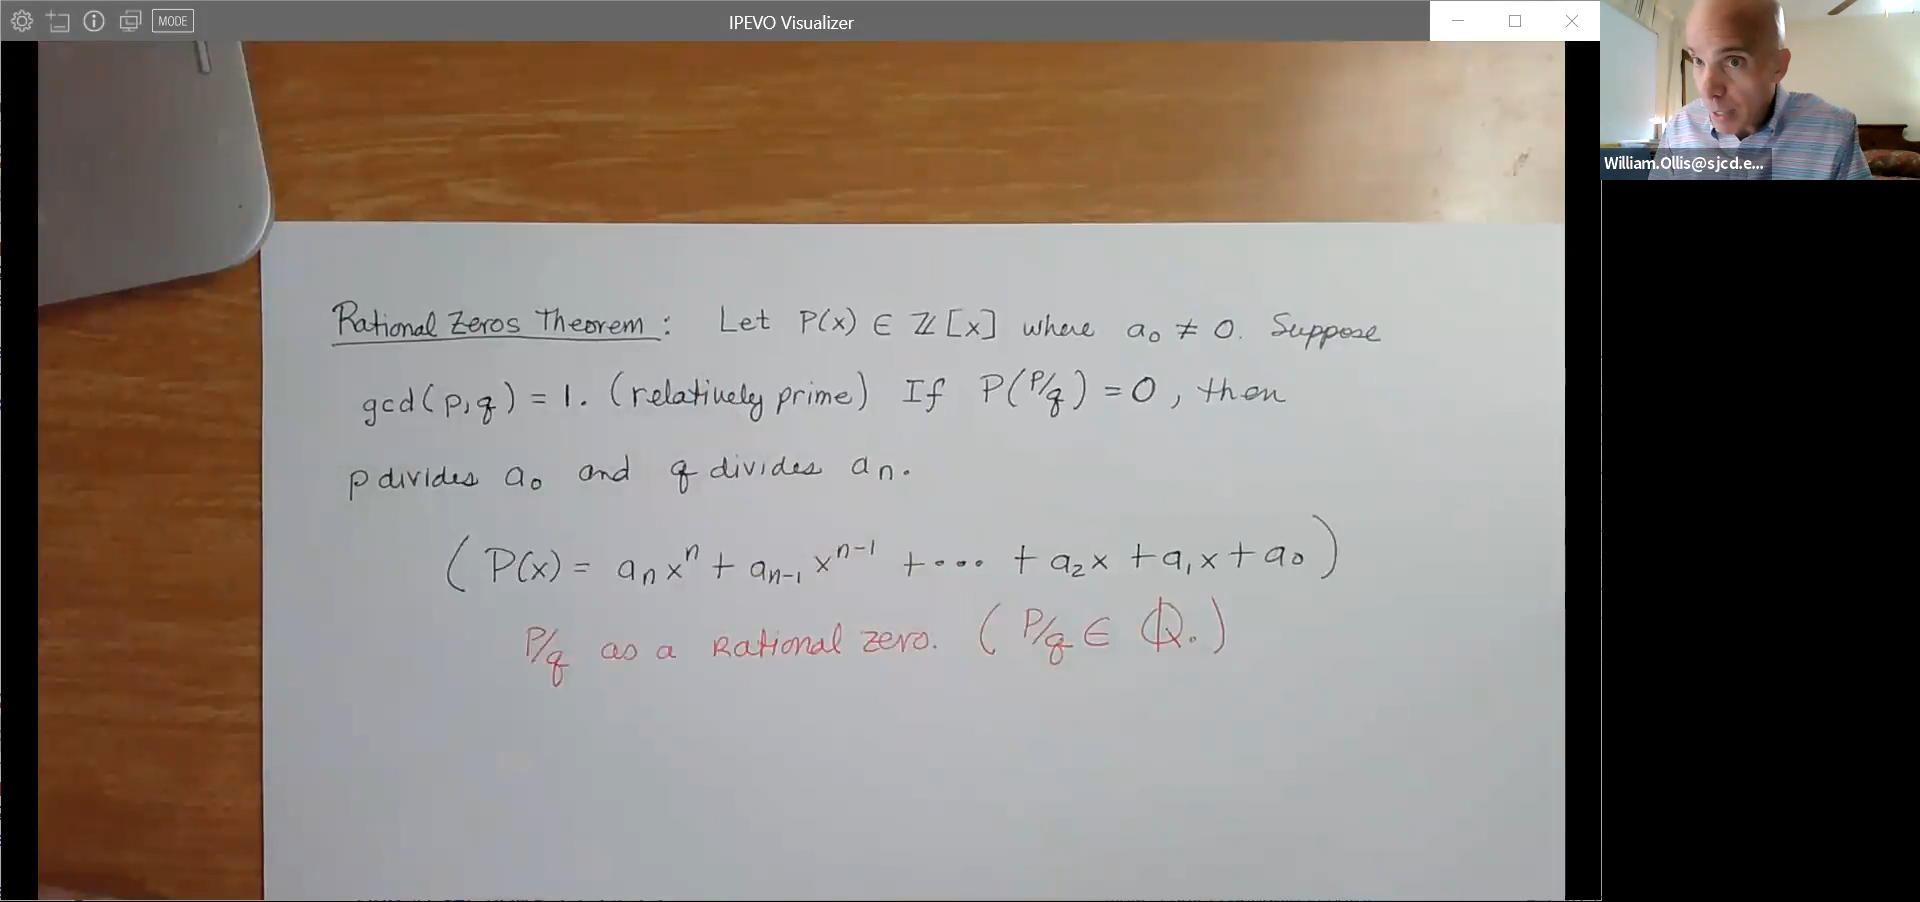 MODE
IPEVO Visualizer
William.Ollis@sjcd.e...
Rational Zeros Theorem: Let P(x) ∈ ℤ[x] where a₀ ≠ 0. Suppose
gcd(p,q) = 1. (relatively prime) If P(p/q) = 0, then
p divides a₀ and q divides aₙ.
(P(x) = aₙxⁿ + aₙ₋₁xⁿ⁻¹ + ... + a₂x + a₁x + a₀)
P/q as a Rational zero. (P/q ∈ ℚ.)